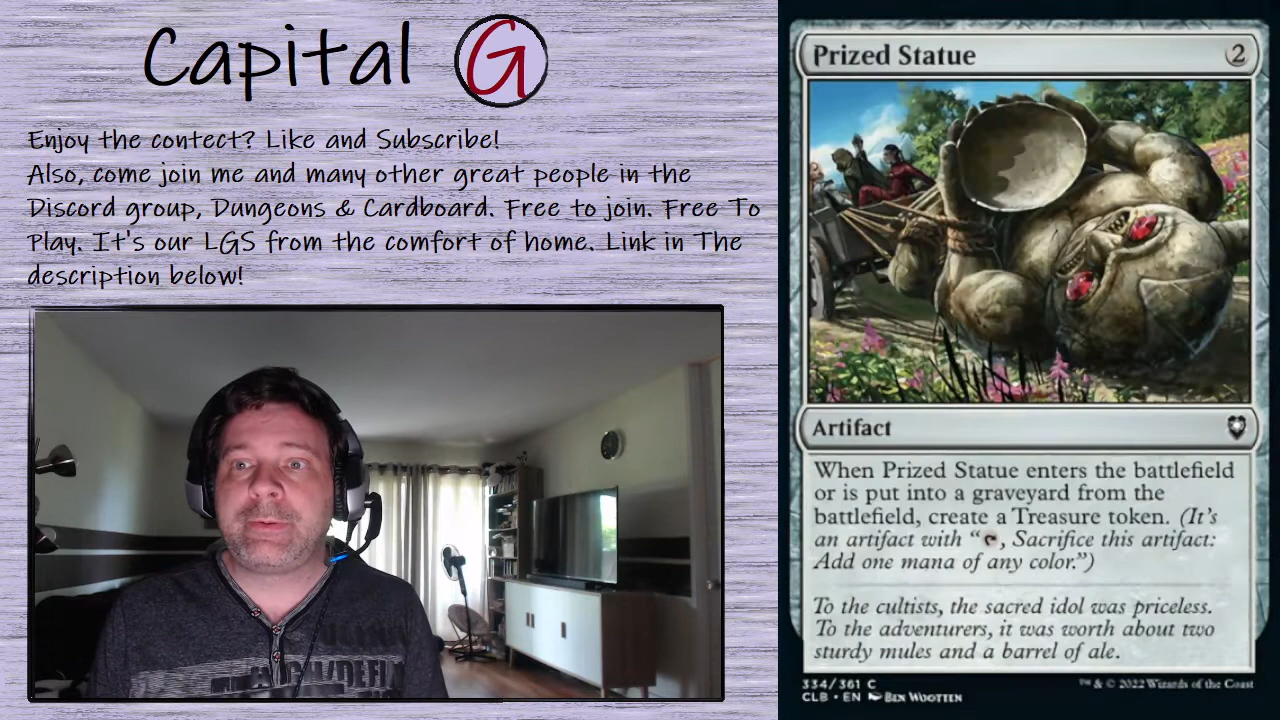 Capital G
Enjoy the contect? Like and Subscribe!
Also, come join me and many other great people in the
Discord group, Dungeons & Cardboard. Free to join. Free To
Play. It's our LGS from the comfort of home. Link in The
description below!
Prized Statue 2
Artifact
When Prized Statue enters the battlefield
or is put into a graveyard from the
battlefield, create a Treasure token. (It's
an artifact with “, Sacrifice this artifact:
Add one mana of any color.”)
To the cultists, the sacred idol was priceless.
To the adventurers, it was worth about two
sturdy mules and a barrel of ale.
334/361 C
CLB • EN Ben Wootten
™ & © 2022 Wizards of the Coast